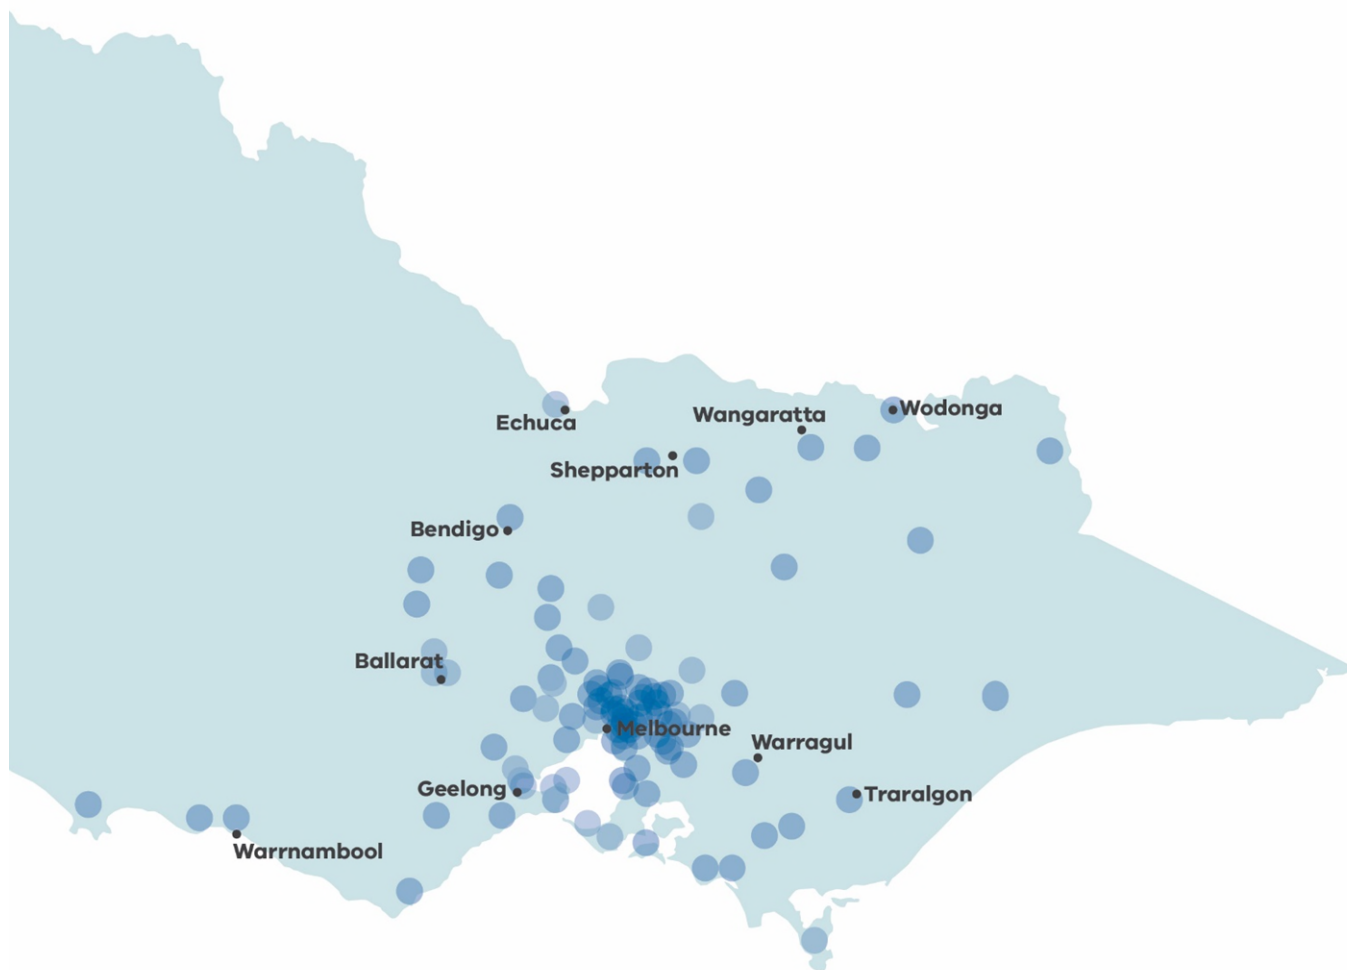 Wodonga
Wangaratta
Echuca
Shepparton
Bendigo
Ballarat
Melbourne
Warragul
Geelong
Traralgon
Warrnambool